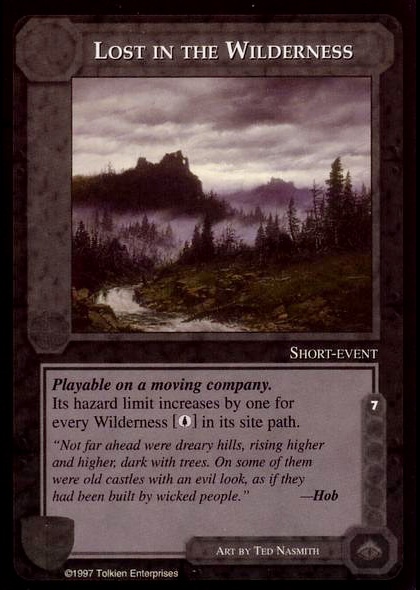 LOST IN THE WILDERNESS
SHORT-EVENT
Playable on a moving company.
Its hazard limit increases by one for
every Wilderness [] in its site path.
7
“Not far ahead were dreary hills, rising higher
and higher, dark with trees. On some of them
were old castles with an evil look, as if they
had been built by wicked people.” —Hob
ART BY TED NASMITH
©1997 Tolkien Enterprises